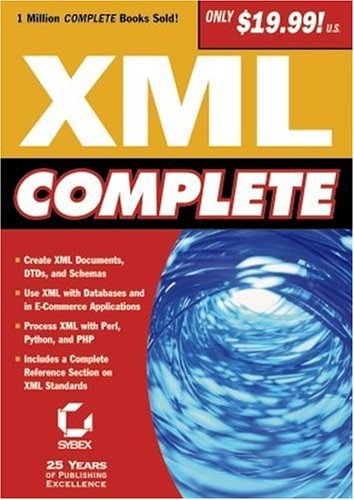 1 Million COMPLETE Books Sold!
ONLY $19.99! U.S.
XML
COMPLETE
Create XML Documents,
DTDs, and Schemas
Use XML with Databases and
in E-Commerce Applications
Process XML with Perl,
Python, and PHP
Includes a Complete
Reference Section on
XML Standards
SYBEX
25 YEARS
OF PUBLISHING
EXCELLENCE